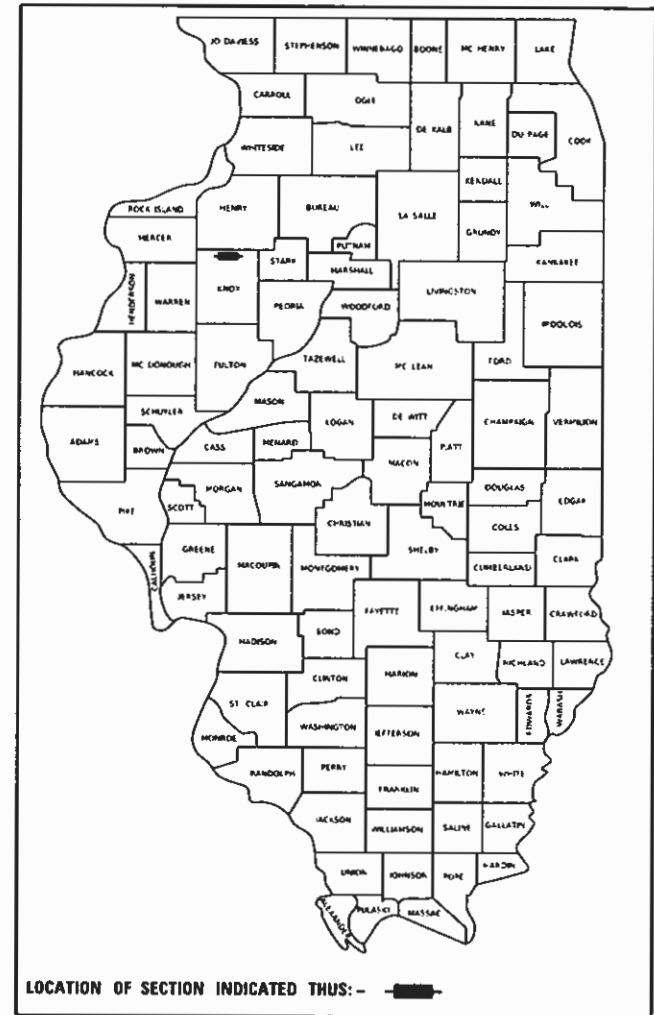 JO DAVIESS STEPHENSON WINNEBAGO BOONE MC HENRY LAKE
CARROLL OGLE DE KALB KANE DU PAGE COOK
WHITESIDE LEE KENDALL WILL
ROCK ISLAND HENRY BUREAU LA SALLE GRUNDY
MERCER PUTNAM KANKAKEE
STARK MARSHALL
HENDERSON WARREN KNOX PEORIA WOODFORD LIVINGSTON IROQUOIS
HANCOCK MC DONOUGH FULTON TAZEWELL MC LEAN FORD
MASON
SCHUYLER LOGAN DE WITT CHAMPAIGN VERMILION
ADAMS BROWN CASS MENARD MACON PIATT
PIKE SCOTT MORGAN SANGAMON MOULTRIE DOUGLAS EDGAR
CHRISTIAN COLES
CALHOUN GREENE MACOUPIN MONTGOMERY SHELBY CUMBERLAND CLARK
JERSEY FAYETTE EFFINGHAM JASPER CRAWFORD
MADISON BOND CLAY RICHLAND LAWRENCE
CLINTON MARION
ST CLAIR WAYNE EDWARDS WABASH
MONROE WASHINGTON JEFFERSON
RANDOLPH PERRY HAMILTON WHITE
FRANKLIN
JACKSON WILLIAMSON SALINE GALLATIN
UNION JOHNSON POPE HARDIN
ALEXANDER PULASKI MASSAC
LOCATION OF SECTION INDICATED THUS: -